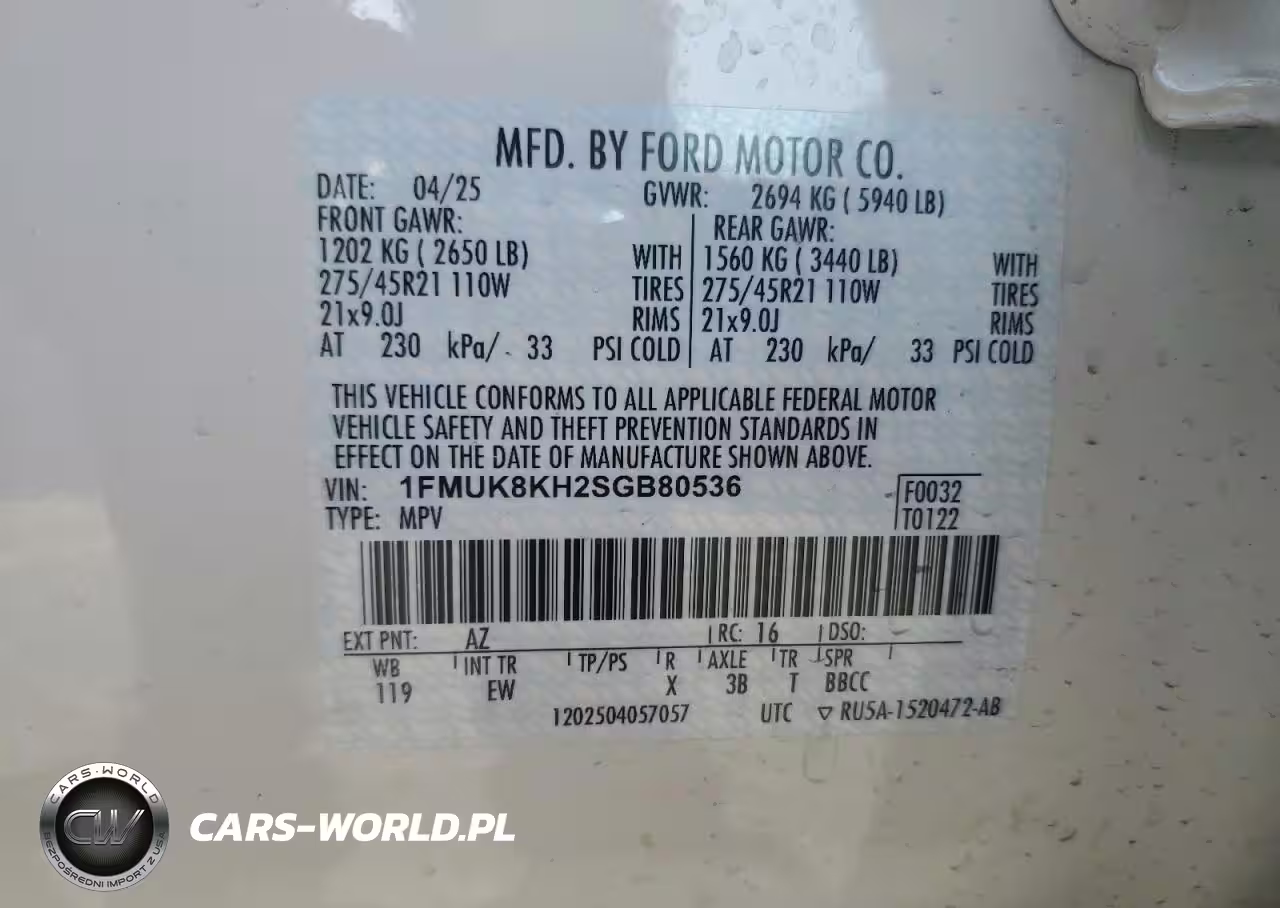 MFD. BY FORD MOTOR CO.
DATE: 04/25 GVWR: 2694 KG ( 5940 LB)
FRONT GAWR: REAR GAWR:
1202 KG ( 2650 LB) WITH 1560 KG ( 3440 LB) WITH
275/45R21 110W TIRES 275/45R21 110W TIRES
21x9.0J RIMS 21x9.0J RIMS
AT 230 kPa/ 33 PSI COLD AT 230 kPa/ 33 PSI COLD
THIS VEHICLE CONFORMS TO ALL APPLICABLE FEDERAL MOTOR
VEHICLE SAFETY AND THEFT PREVENTION STANDARDS IN
EFFECT ON THE DATE OF MANUFACTURE SHOWN ABOVE.
VIN: 1FMUK8KH2SGB80536 F0032
TYPE: MPV T0122
EXT PNT: AZ RC: 16 DSO:
WB INT TR TP/PS R AXLE TR SPR
119 EW X 3B T BBCC
1202504057057 UTC ▽ RU5A-1520472-AB
CARS-WORLD
CW
BEZPOŚREDNI IMPORT Z USA
CARS-WORLD.PL